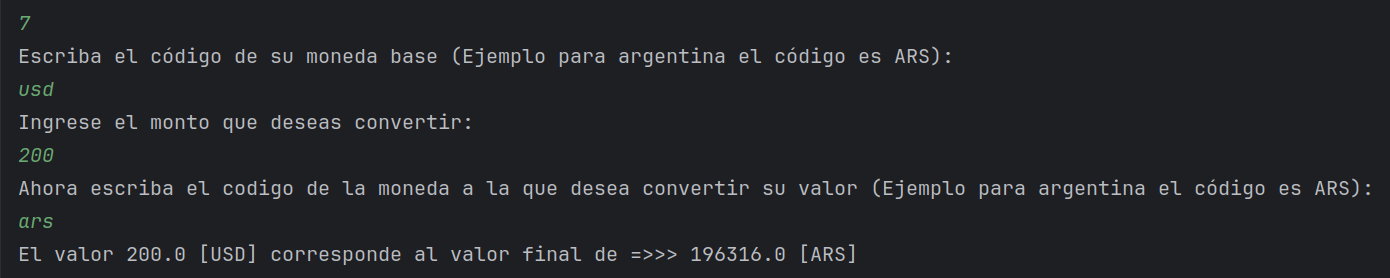 7
Escriba el código de su moneda base (Ejemplo para argentina el código es ARS):
usd
Ingrese el monto que deseas convertir:
200
Ahora escriba el codigo de la moneda a la que desea convertir su valor (Ejemplo para argentina el código es ARS):
ars
El valor 200.0 [USD] corresponde al valor final de =>>> 196316.0 [ARS]